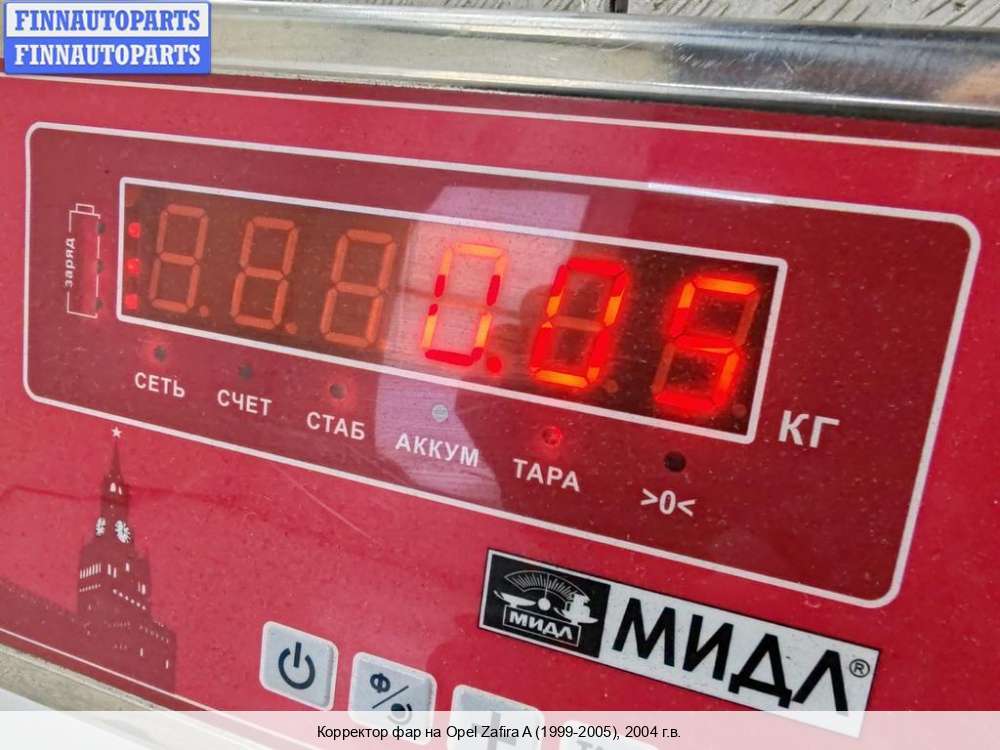 FINNAUTOPARTS
FINNAUTOPARTS
заряд
0.05
КГ
СЕТЬ
СЧЕТ
СТАБ
АККУМ
ТАРА
>0<
МИДЛ
МИДЛ®
Ф/
Корректор фар на Opel Zafira A (1999-2005), 2004 г.в.